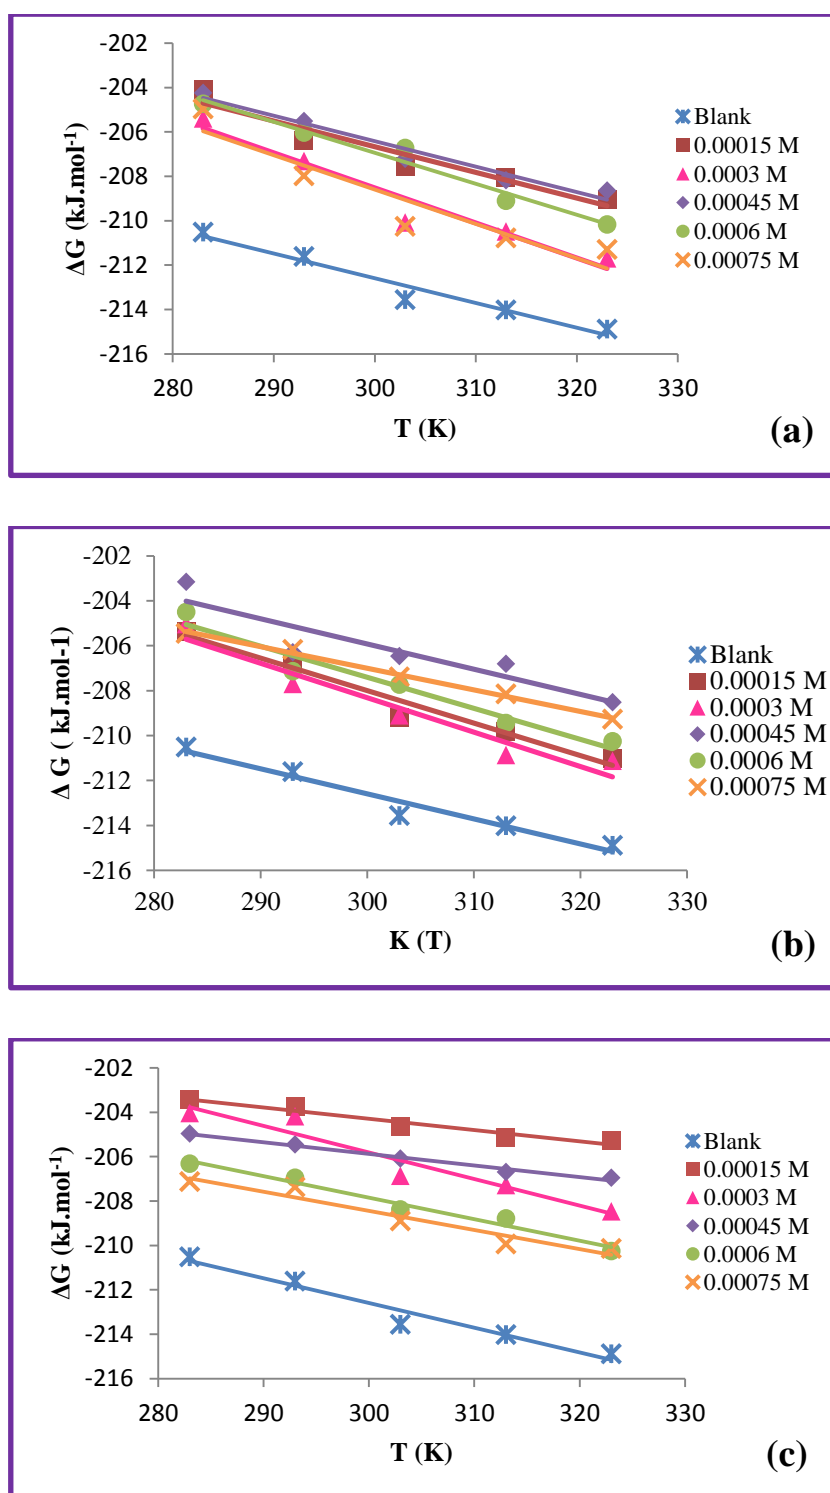 -202
-204
-206
-208
-210
-212
-214
-216
ΔG (kJ.mol-1)
280 290 300 310 320 330
T (K)
Blank
0.00015 M
0.0003 M
0.00045 M
0.0006 M
0.00075 M
(a)
-202
-204
-206
-208
-210
-212
-214
-216
Δ G ( kJ.mol-1)
280 290 300 310 320 330
K (T)
Blank
0.00015 M
0.0003 M
0.00045 M
0.0006 M
0.00075 M
(b)
-202
-204
-206
-208
-210
-212
-214
-216
ΔG (kJ.mol-1)
280 290 300 310 320 330
T (K)
Blank
0.00015 M
0.0003 M
0.00045 M
0.0006 M
0.00075 M
(c)